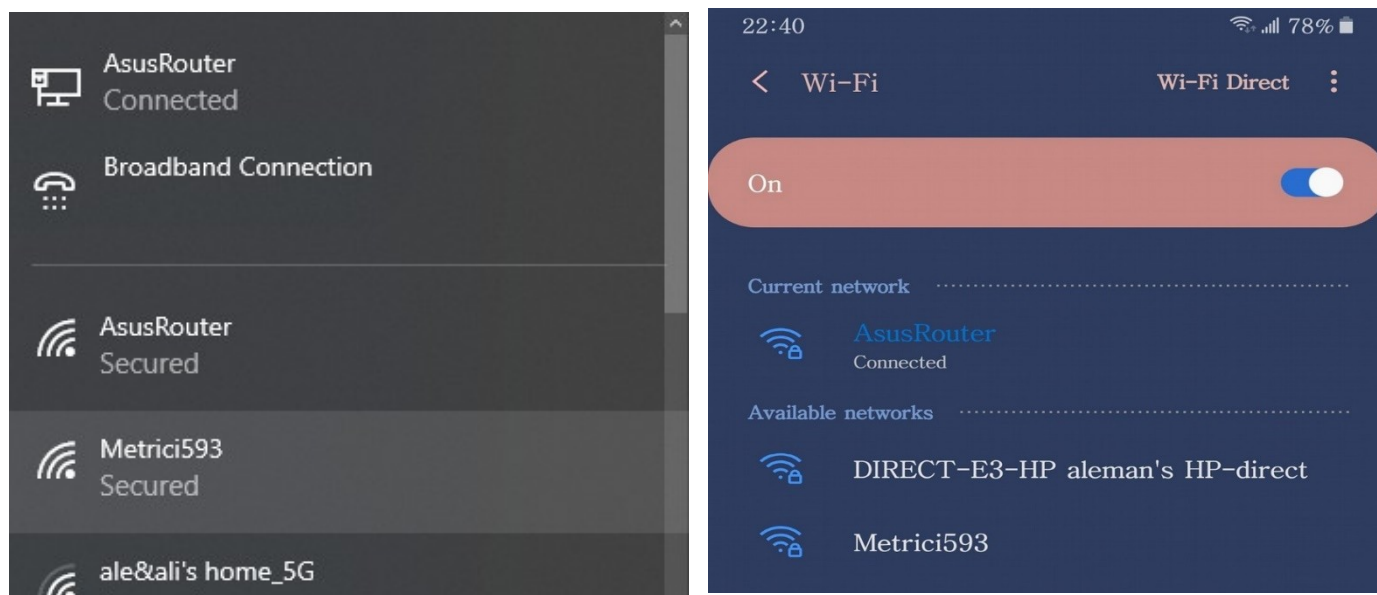 AsusRouter
Connected
Broadband Connection
AsusRouter
Secured
Metrici593
Secured
ale&ali's home_5G
22:40 78%
Wi-Fi Wi-Fi Direct
On
Current network
AsusRouter
Connected
Available networks
DIRECT-E3-HP aleman's HP-direct
Metrici593